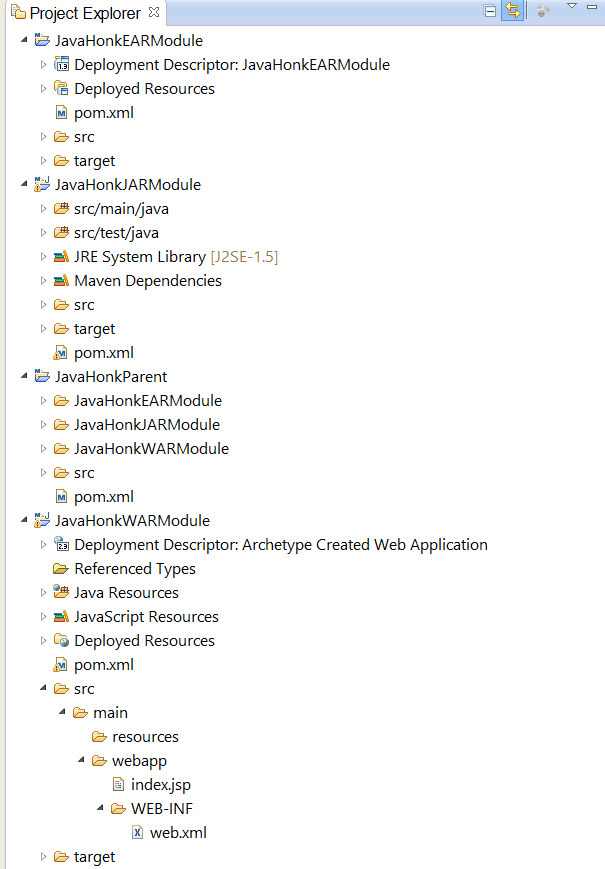 Project Explorer
JavaHonkEARModule
Deployment Descriptor: JavaHonkEARModule
Deployed Resources
pom.xml
src
target
JavaHonkJARModule
src/main/java
src/test/java
JRE System Library [J2SE-1.5]
Maven Dependencies
src
target
pom.xml
JavaHonkParent
JavaHonkEARModule
JavaHonkJARModule
JavaHonkWARModule
src
pom.xml
JavaHonkWARModule
Deployment Descriptor: Archetype Created Web Application
Referenced Types
Java Resources
JavaScript Resources
Deployed Resources
pom.xml
src
main
resources
webapp
index.jsp
WEB-INF
web.xml
target